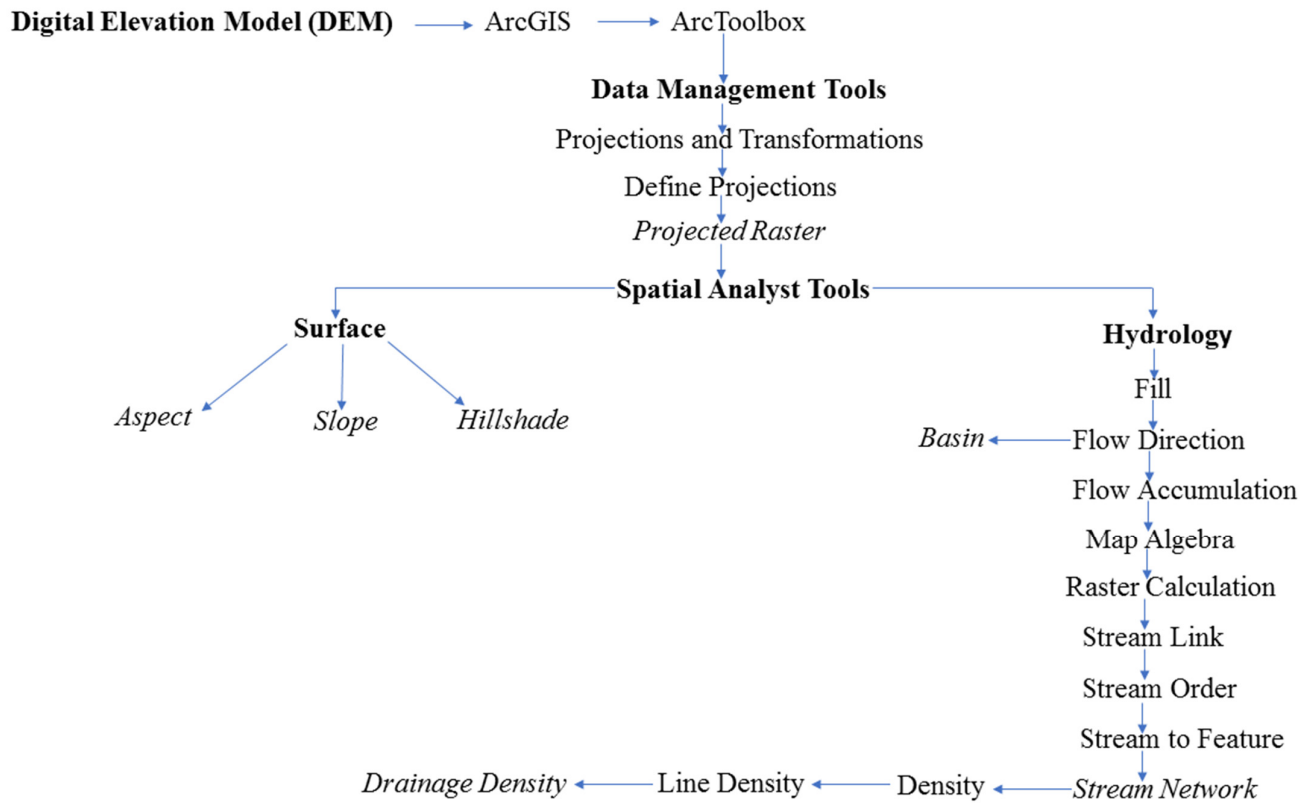 Digital Elevation Model (DEM) ArcGIS ArcToolbox
Data Management Tools
Projections and Transformations
Define Projections
Projected Raster
Spatial Analyst Tools
Surface
Hydrology
Aspect
Slope
Hillshade
Fill
Basin
Flow Direction
Flow Accumulation
Map Algebra
Raster Calculation
Stream Link
Stream Order
Stream to Feature
Drainage Density Line Density Density Stream Network